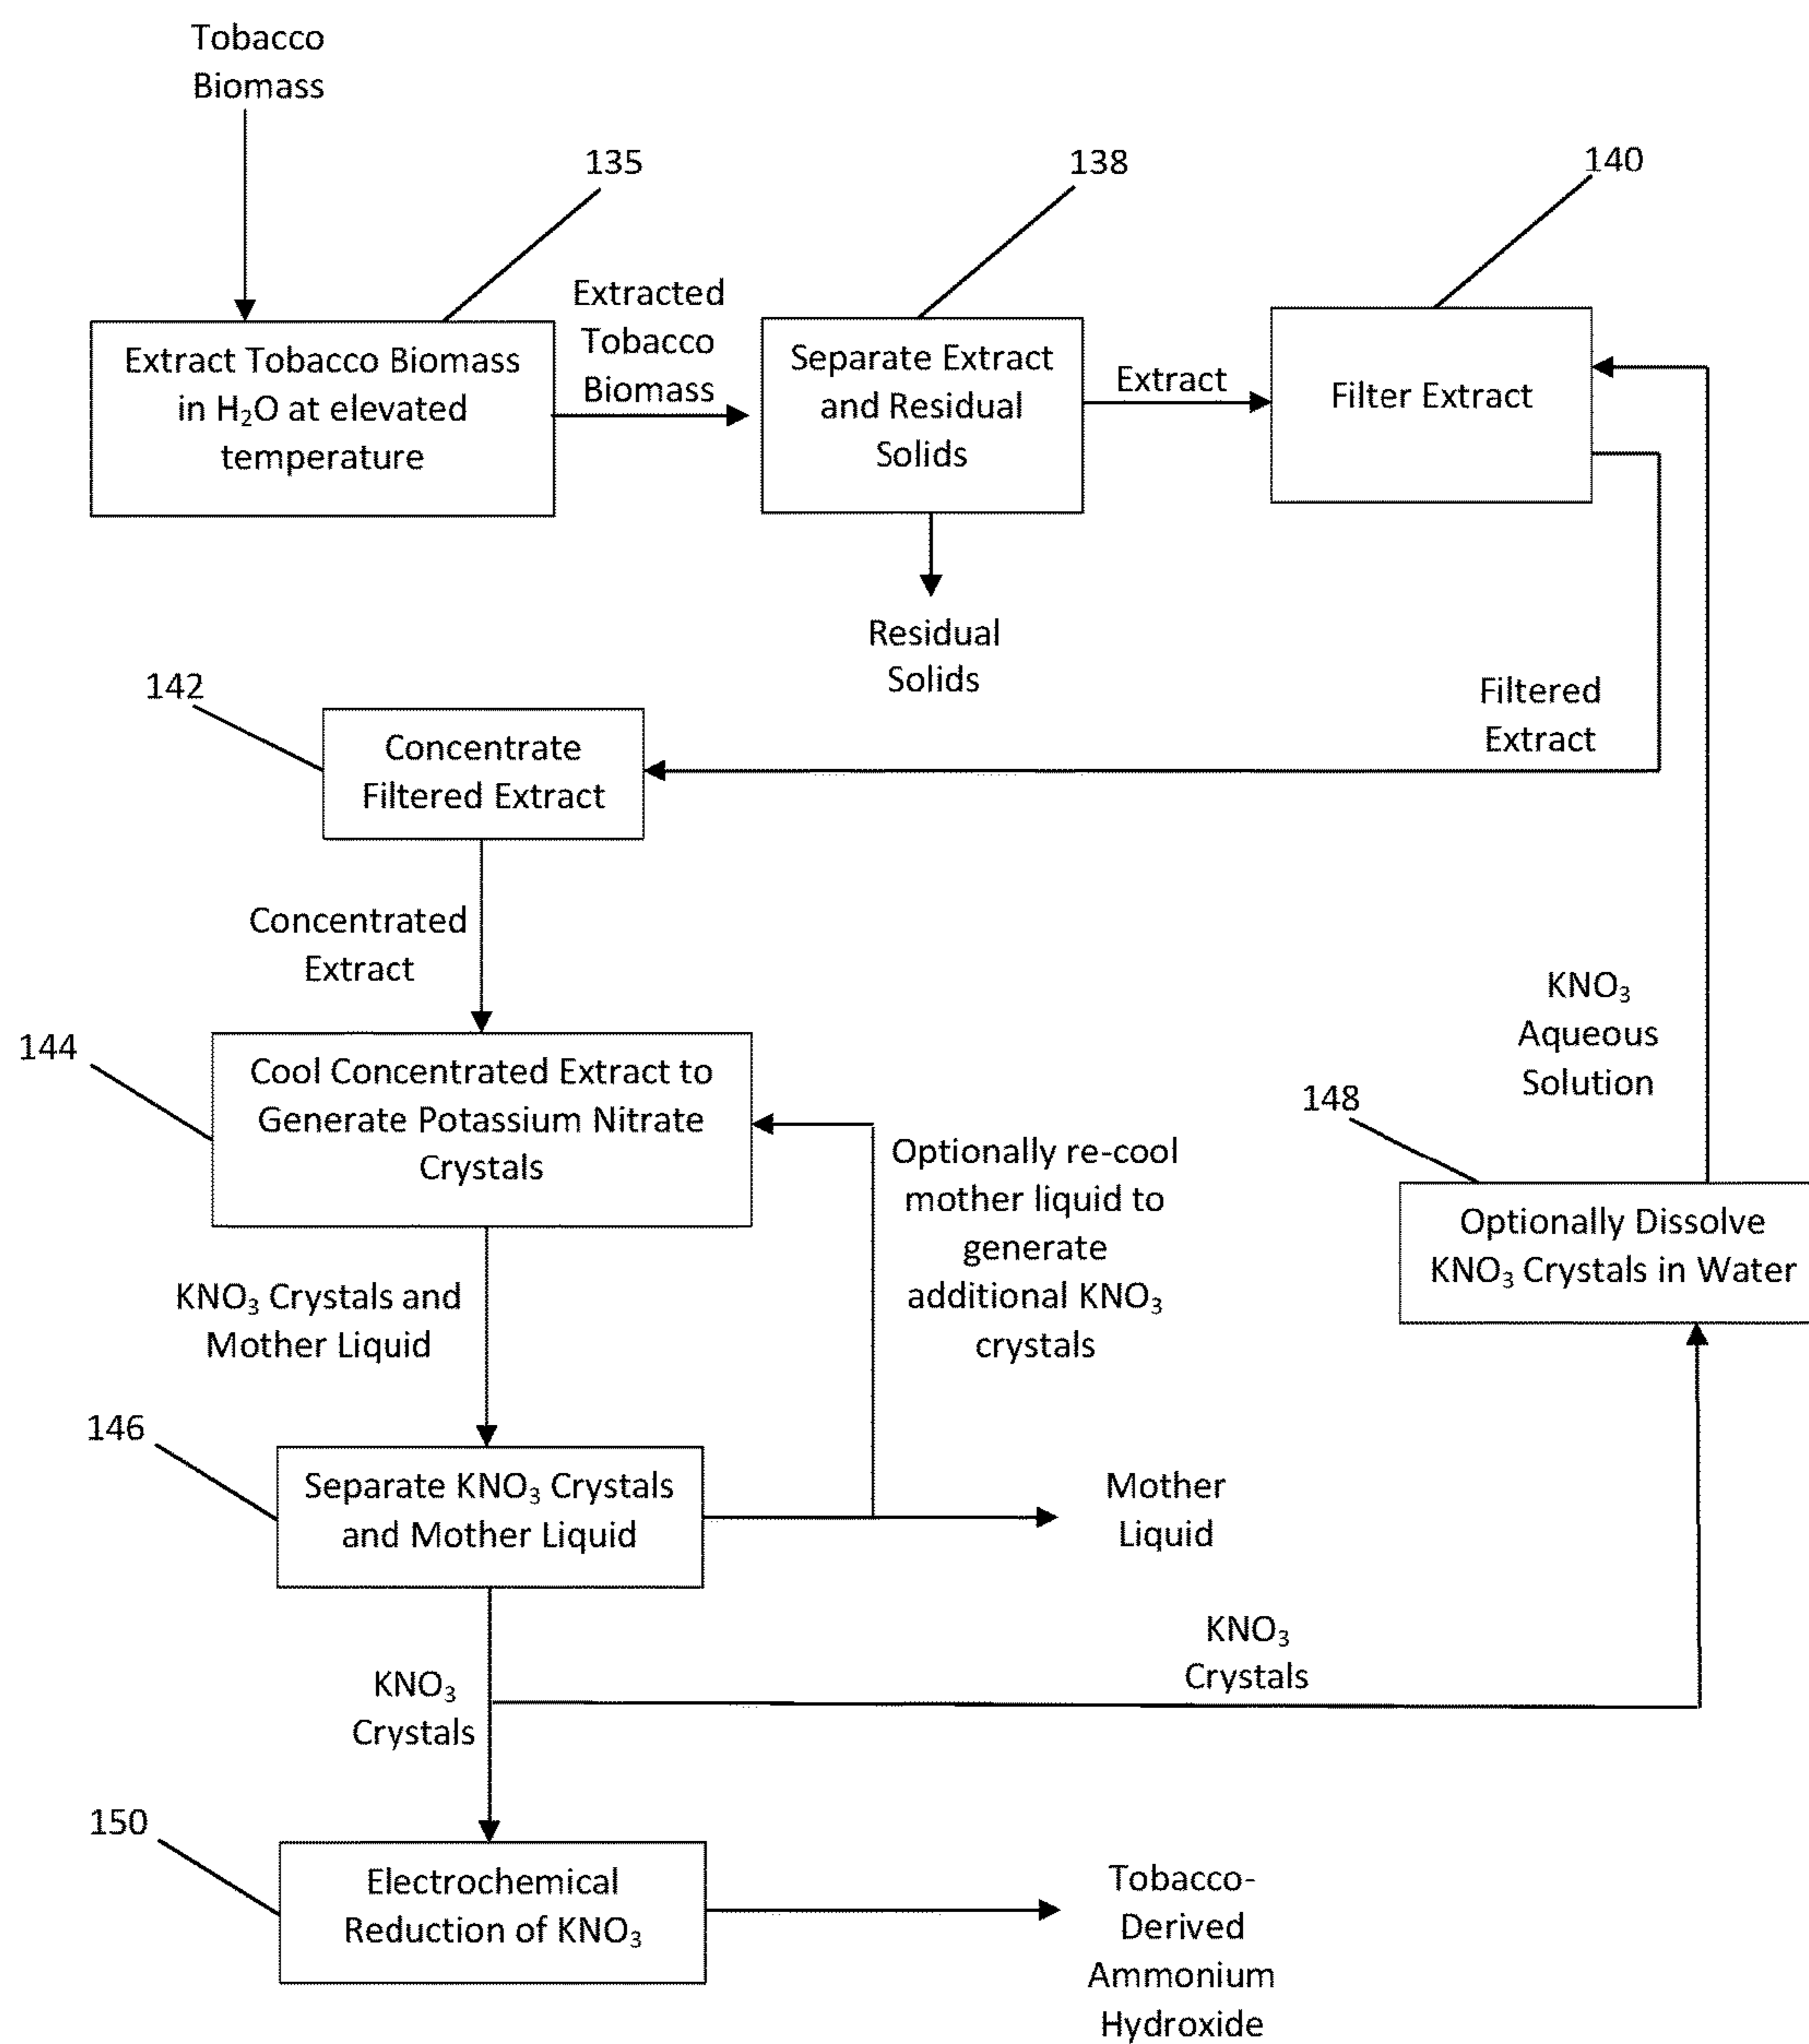 Tobacco
Biomass
135
138
140
Extract Tobacco Biomass
in H₂O at elevated
temperature
Extracted
Tobacco
Biomass
Separate Extract
and Residual
Solids
Extract
Filter Extract
Residual
Solids
Filtered
Extract
142
Concentrate
Filtered Extract
Concentrated
Extract
KNO₃
Aqueous
Solution
144
Cool Concentrated Extract to
Generate Potassium Nitrate
Crystals
Optionally re-cool
mother liquid to
generate
additional KNO₃
crystals
148
Optionally Dissolve
KNO₃ Crystals in Water
KNO₃ Crystals and
Mother Liquid
146
Separate KNO₃ Crystals
and Mother Liquid
Mother
Liquid
KNO₃
Crystals
KNO₃
Crystals
150
Electrochemical
Reduction of KNO₃
Tobacco-
Derived
Ammonium
Hydroxide